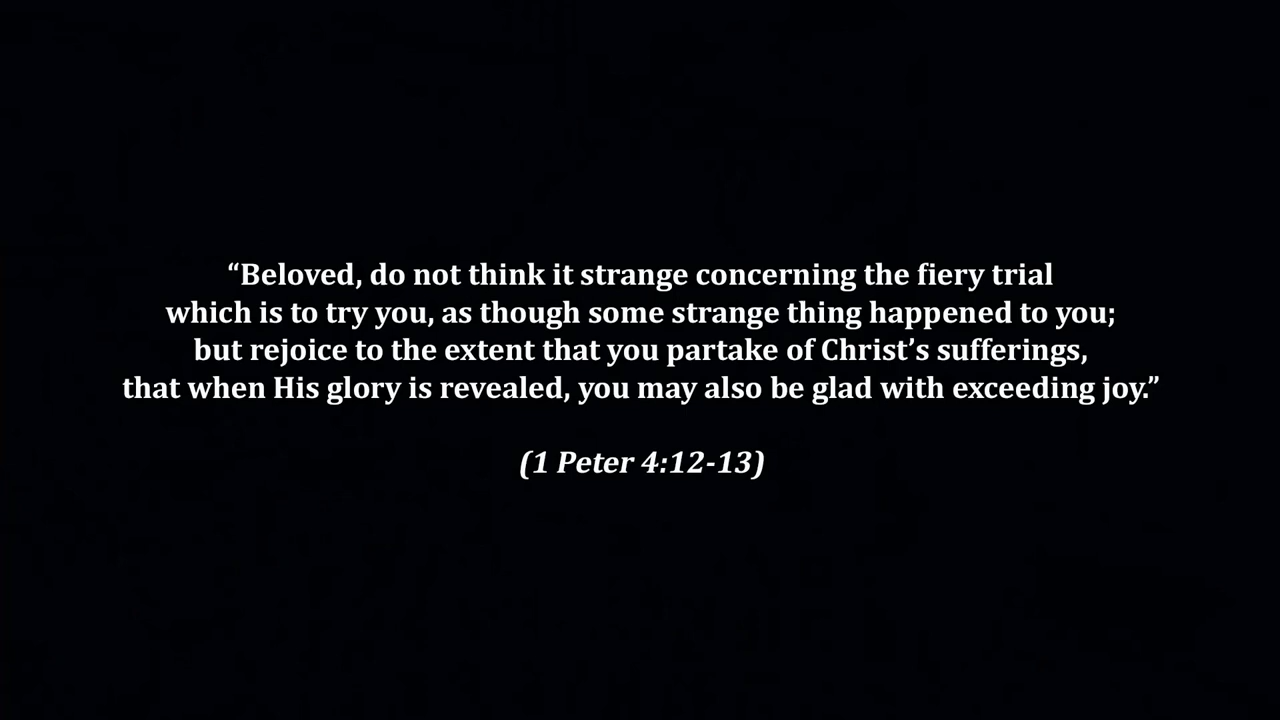 “Beloved, do not think it strange concerning the fiery trial
which is to try you, as though some strange thing happened to you;
but rejoice to the extent that you partake of Christ’s sufferings,
that when His glory is revealed, you may also be glad with exceeding joy.”
(1 Peter 4:12-13)